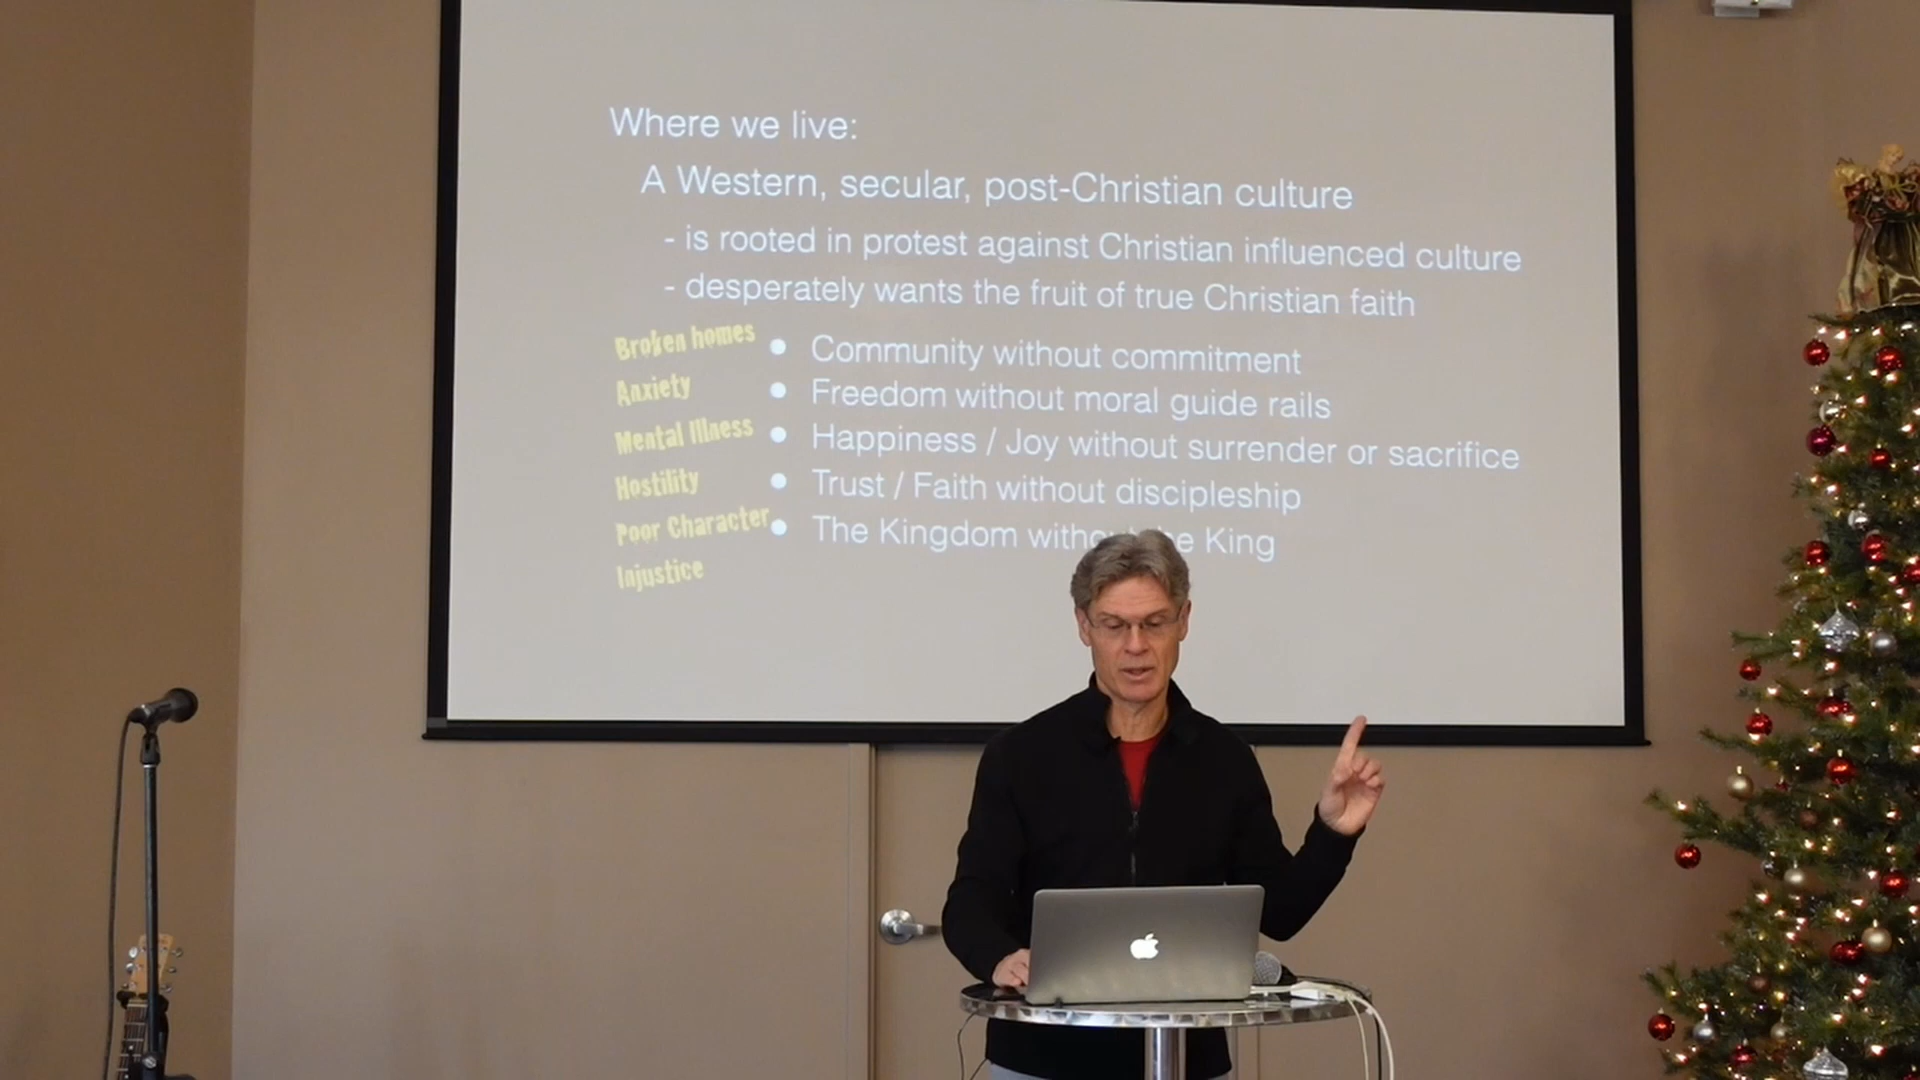 Where we live:
A Western, secular, post-Christian culture
- is rooted in protest against Christian influenced culture
- desperately wants the fruit of true Christian faith
Broken homes
• Community without commitment
Anxiety
• Freedom without moral guide rails
Mental Illness
• Happiness / Joy without surrender or sacrifice
Hostility
• Trust / Faith without discipleship
Poor Character
• The Kingdom without the King
Injustice